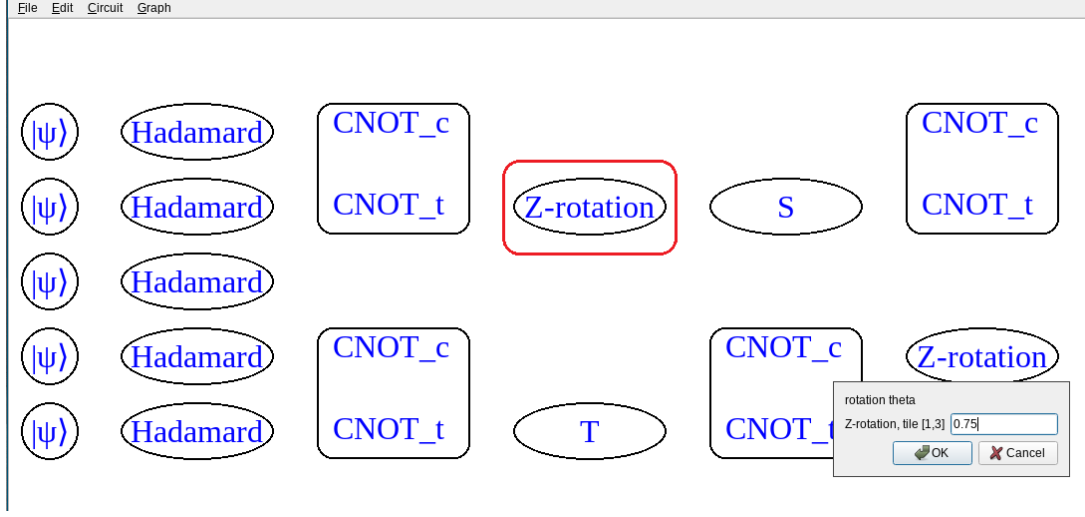 File Edit Circuit Graph
|ψ⟩ Hadamard CNOT_c CNOT_c
|ψ⟩ Hadamard CNOT_t Z-rotation S CNOT_t
|ψ⟩ Hadamard
|ψ⟩ Hadamard CNOT_c CNOT_c Z-rotation
|ψ⟩ Hadamard CNOT_t T CNOT_t
rotation theta
Z-rotation, tile [1,3] 0.75
OK Cancel